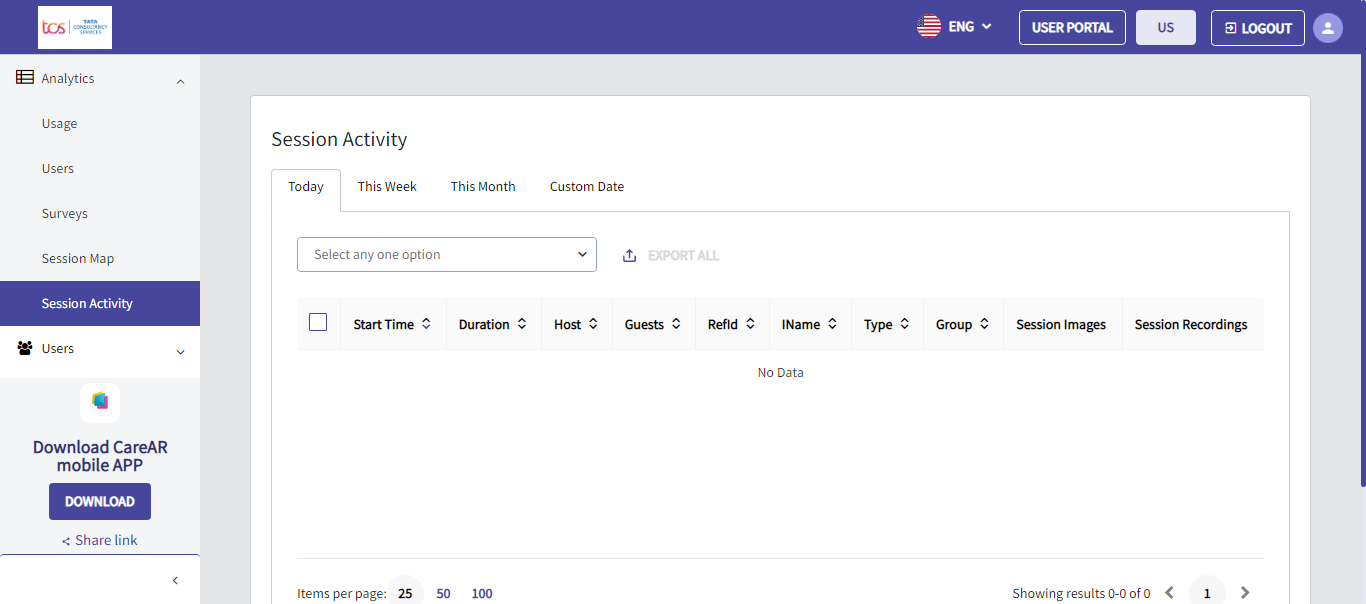 tcs TATA
CONSULTANCY
SERVICES
ENG
USER PORTAL
US
LOGOUT
Analytics
Usage
Users
Surveys
Session Map
Session Activity
Users
Download CareAR
mobile APP
DOWNLOAD
Share link
Session Activity
Today This Week This Month Custom Date
Select any one option
EXPORT ALL
Start Time Duration Host Guests RefId IName Type Group Session Images Session Recordings
No Data
Items per page: 25 50 100
Showing results 0-0 of 0 1